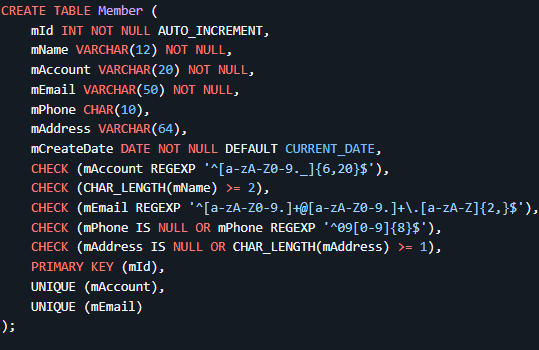 CREATE TABLE Member (
    mId INT NOT NULL AUTO_INCREMENT,
    mName VARCHAR(12) NOT NULL,
    mAccount VARCHAR(20) NOT NULL,
    mEmail VARCHAR(50) NOT NULL,
    mPhone CHAR(10),
    mAddress VARCHAR(64),
    mCreateDate DATE NOT NULL DEFAULT CURRENT_DATE,
    CHECK (mAccount REGEXP '^[a-zA-Z0-9._]{6,20}$'),
    CHECK (CHAR_LENGTH(mName) >= 2),
    CHECK (mEmail REGEXP '^[a-zA-Z0-9.]+@[a-zA-Z0-9.]+\.[a-zA-Z]{2,}$'),
    CHECK (mPhone IS NULL OR mPhone REGEXP '^09[0-9]{8}$'),
    CHECK (mAddress IS NULL OR CHAR_LENGTH(mAddress) >= 1),
    PRIMARY KEY (mId),
    UNIQUE (mAccount),
    UNIQUE (mEmail)
);